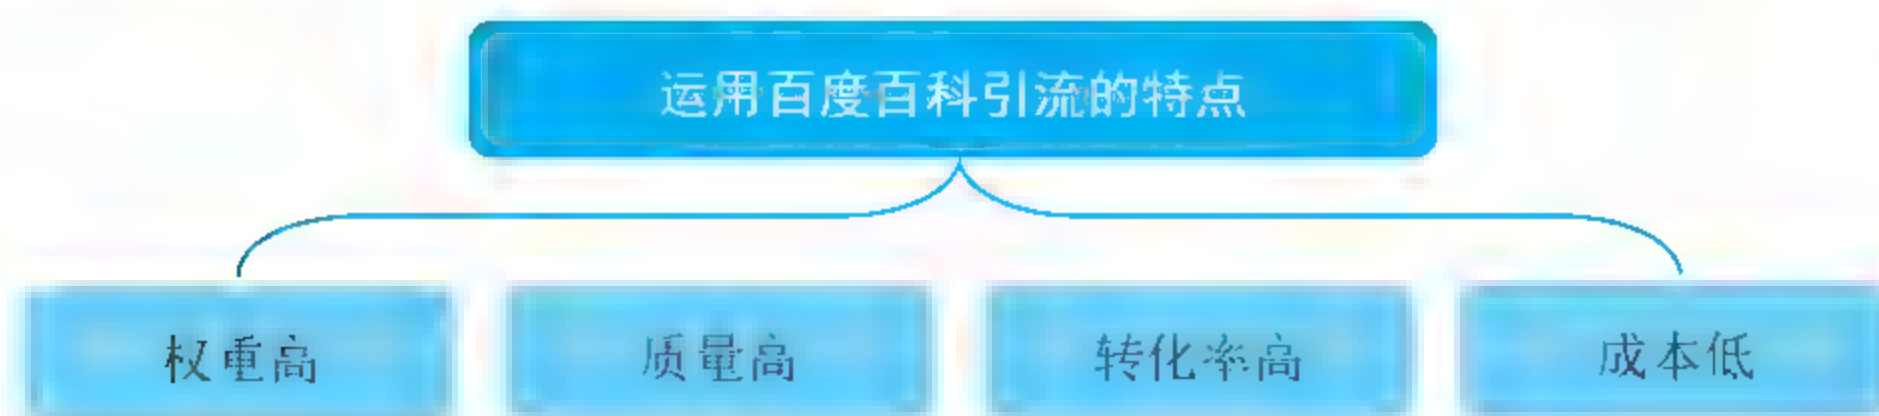 运用百度百科引流的特点
权重高
质量高
转化率高
成本低